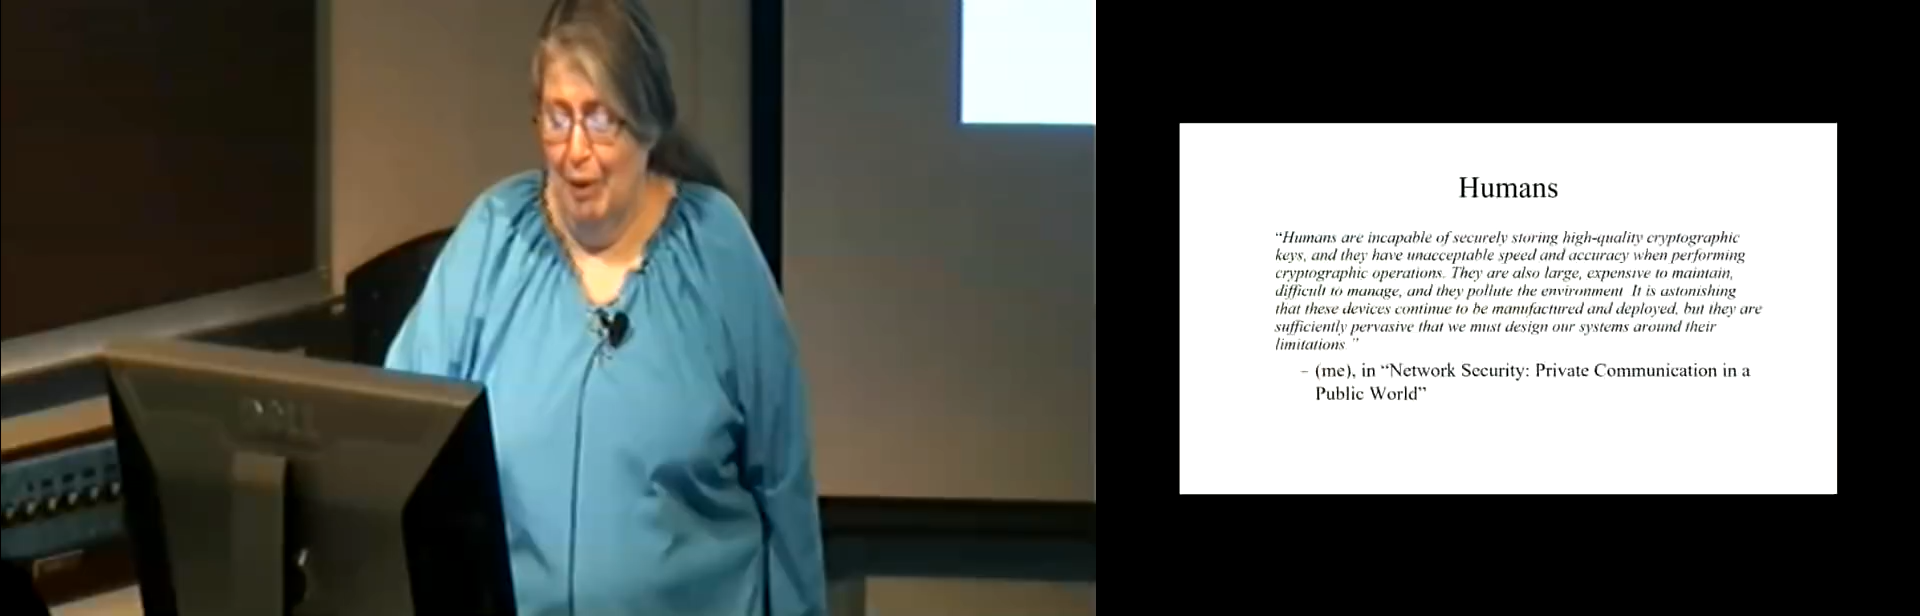 DELL
Humans
“Humans are incapable of securely storing high-quality cryptographic
keys, and they have unacceptable speed and accuracy when performing
cryptographic operations. They are also large, expensive to maintain,
difficult to manage, and they pollute the environment  It is astonishing
that these devices continue to be manufactured and deployed, but they are
sufficiently pervasive that we must design our systems around their
limitations ”
– (me), in “Network Security: Private Communication in a
Public World”